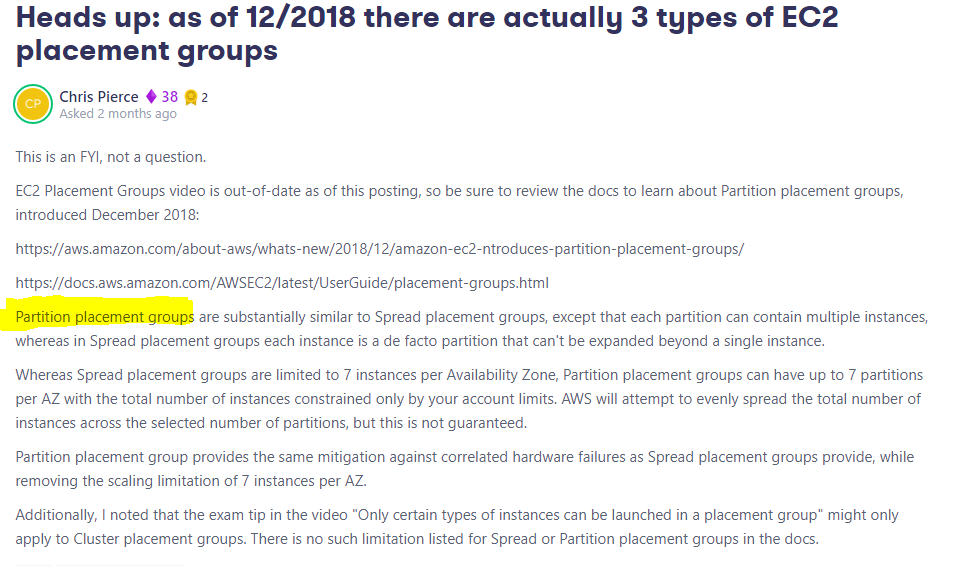 Heads up: as of 12/2018 there are actually 3 types of EC2
placement groups
CP
Chris Pierce 38 2
Asked 2 months ago
This is an FYI, not a question.
EC2 Placement Groups video is out-of-date as of this posting, so be sure to review the docs to learn about Partition placement groups,
introduced December 2018:
https://aws.amazon.com/about-aws/whats-new/2018/12/amazon-ec2-ntroduces-partition-placement-groups/
https://docs.aws.amazon.com/AWSEC2/latest/UserGuide/placement-groups.html
Partition placement groups are substantially similar to Spread placement groups, except that each partition can contain multiple instances,
whereas in Spread placement groups each instance is a de facto partition that can't be expanded beyond a single instance.
Whereas Spread placement groups are limited to 7 instances per Availability Zone, Partition placement groups can have up to 7 partitions
per AZ with the total number of instances constrained only by your account limits. AWS will attempt to evenly spread the total number of
instances across the selected number of partitions, but this is not guaranteed.
Partition placement group provides the same mitigation against correlated hardware failures as Spread placement groups provide, while
removing the scaling limitation of 7 instances per AZ.
Additionally, I noted that the exam tip in the video "Only certain types of instances can be launched in a placement group" might only
apply to Cluster placement groups. There is no such limitation listed for Spread or Partition placement groups in the docs.